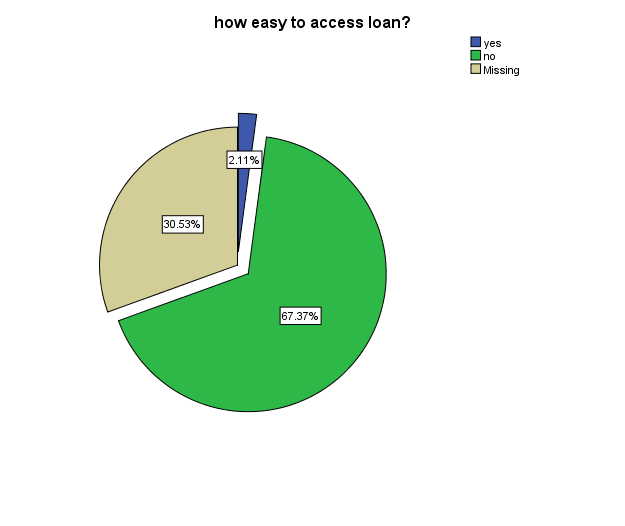 how easy to access loan?
yes
no
Missing
2.11%
30.53%
67.37%